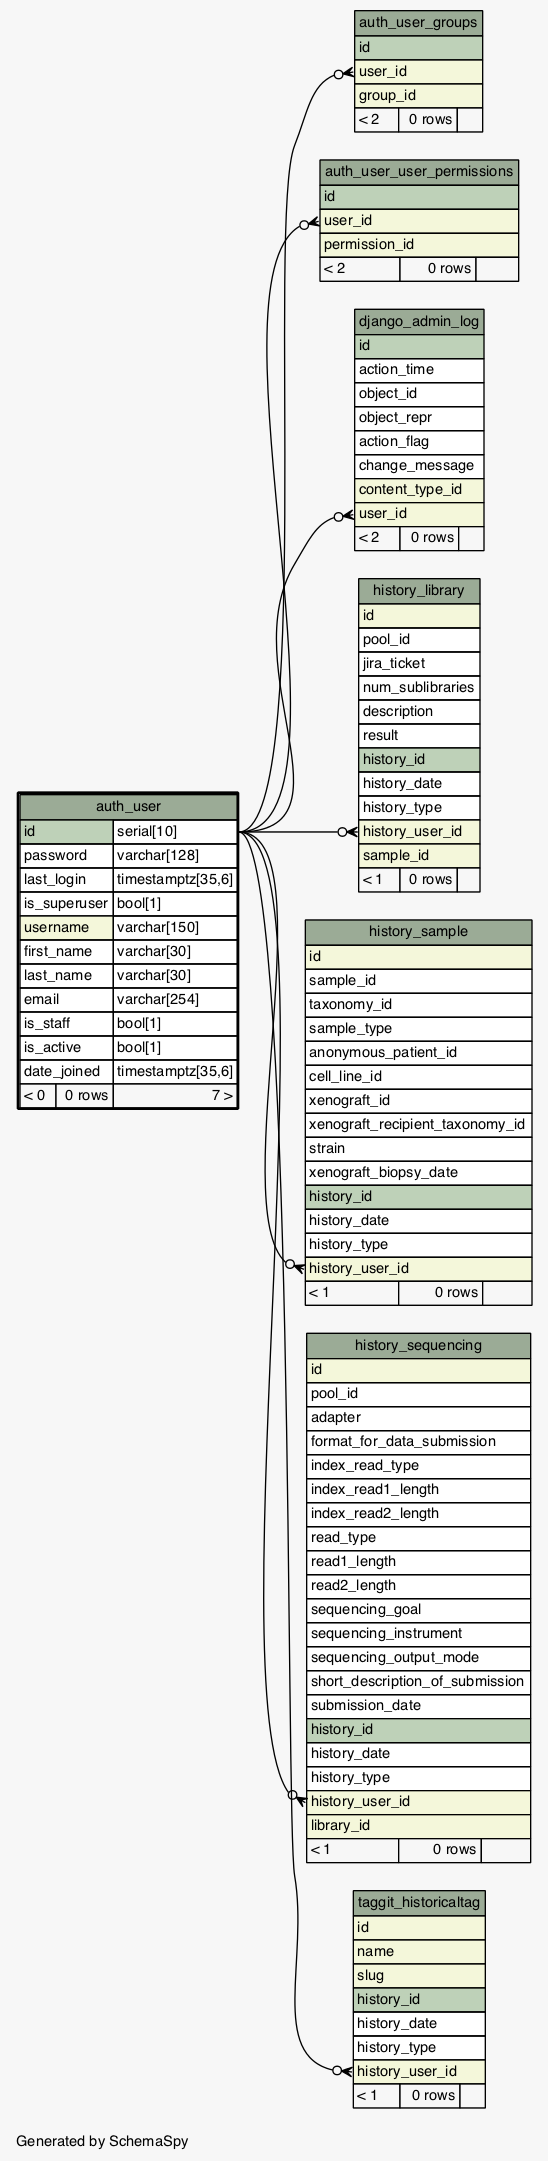 auth_user_groups
id
user_id
group_id
< 2 0 rows
auth_user_user_permissions
id
user_id
permission_id
< 2 0 rows
django_admin_log
id
action_time
object_id
object_repr
action_flag
change_message
content_type_id
user_id
< 2 0 rows
history_library
id
pool_id
jira_ticket
num_sublibraries
description
result
history_id
history_date
history_type
history_user_id
sample_id
< 1 0 rows
auth_user
id serial[10]
password varchar[128]
last_login timestamptz[35,6]
is_superuser bool[1]
username varchar[150]
first_name varchar[30]
last_name varchar[30]
email varchar[254]
is_staff bool[1]
is_active bool[1]
date_joined timestamptz[35,6]
< 0 0 rows 7 >
history_sample
id
sample_id
taxonomy_id
sample_type
anonymous_patient_id
cell_line_id
xenograft_id
xenograft_recipient_taxonomy_id
strain
xenograft_biopsy_date
history_id
history_date
history_type
history_user_id
< 1 0 rows
history_sequencing
id
pool_id
adapter
format_for_data_submission
index_read_type
index_read1_length
index_read2_length
read_type
read1_length
read2_length
sequencing_goal
sequencing_instrument
sequencing_output_mode
short_description_of_submission
submission_date
history_id
history_date
history_type
history_user_id
library_id
< 1 0 rows
taggit_historicaltag
id
name
slug
history_id
history_date
history_type
history_user_id
< 1 0 rows
Generated by SchemaSpy